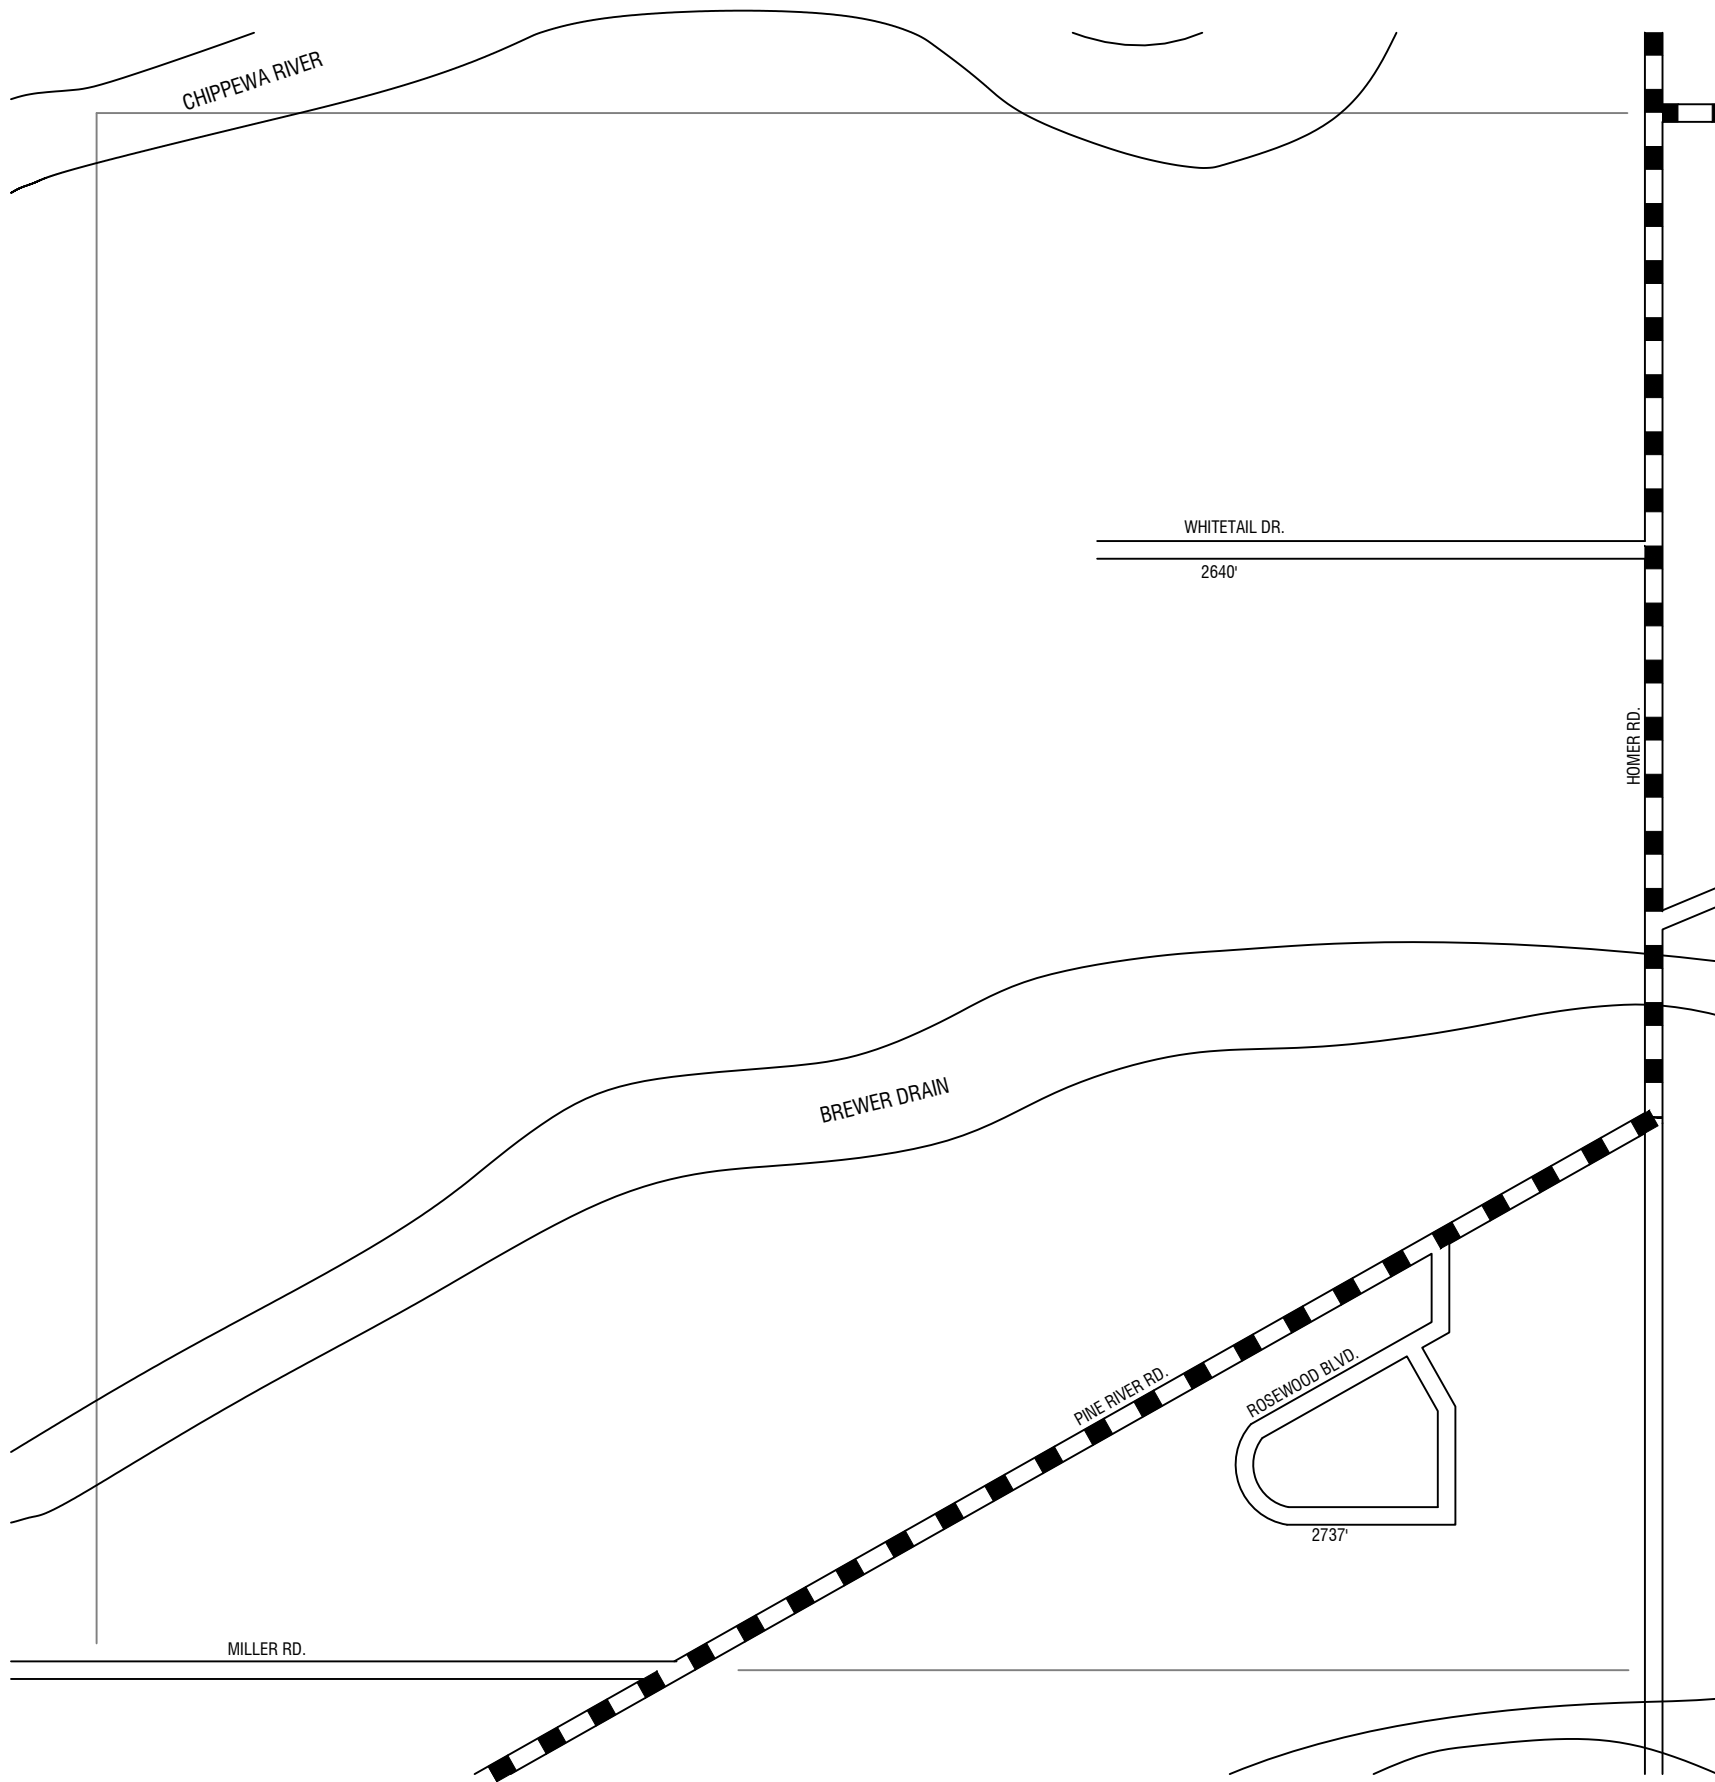 CHIPPEWA RIVER
WHITETAIL DR.
2640'
HOMER RD.
BREWER DRAIN
PINE RIVER RD.
ROSEWOOD BLVD.
2737'
MILLER RD.